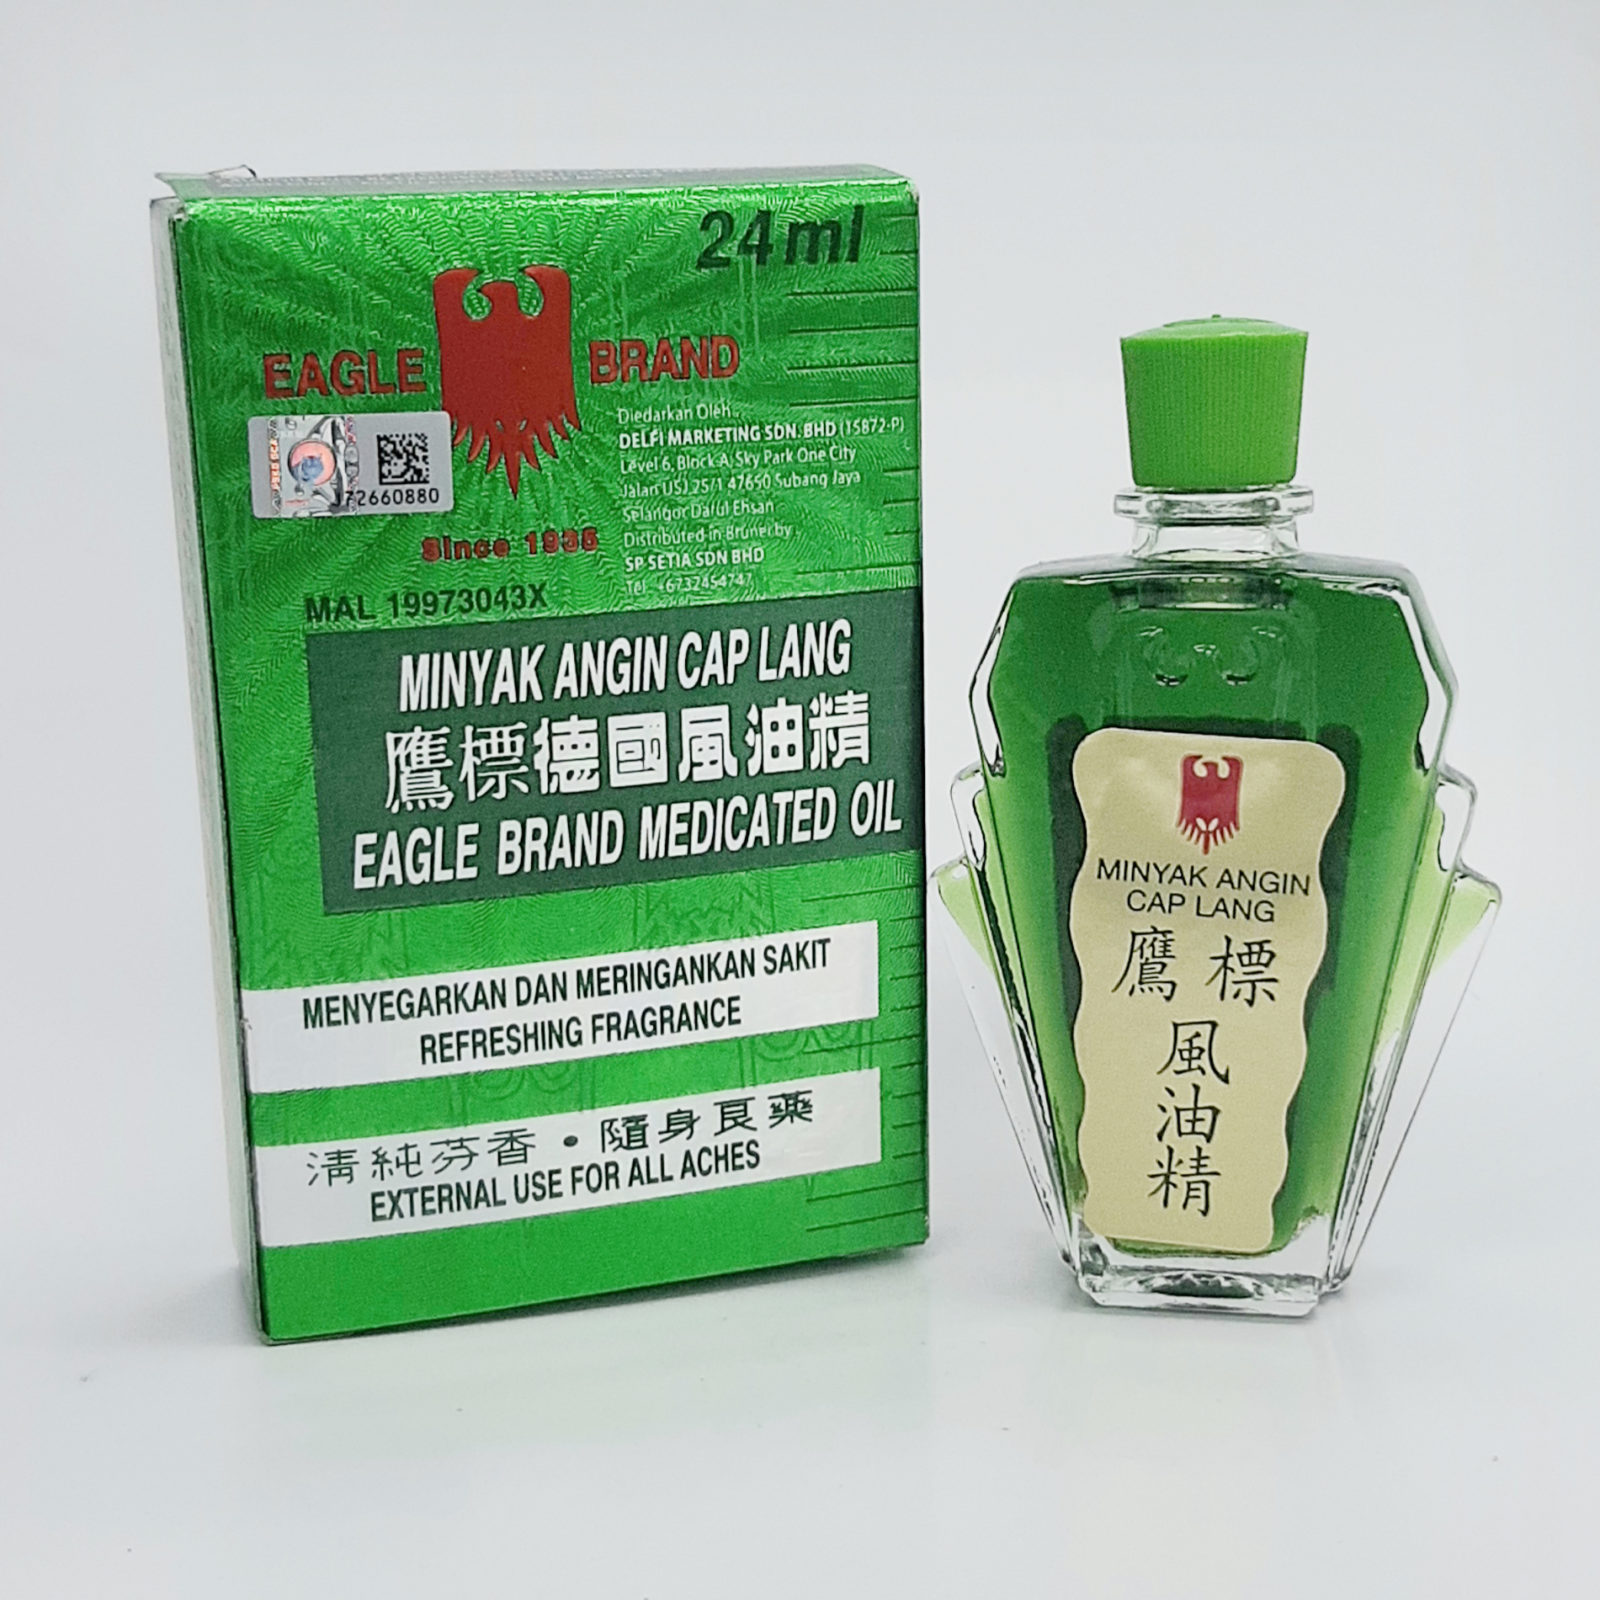 24ml
EAGLE BRAND
Diedarkan Oleh
DELFI MARKETING SDN. BHD (15872-P)
Level 6, Block A, Sky Park One City
Jalan USJ 25/1 47650 Subang Jaya
Selangor Darul Ehsan
Distributed in Brunei by
SP SETIA SDN BHD
Tel +6732454747
72660880
Since 1935
MAL 19973043X
MINYAK ANGIN CAP LANG
鷹標德國風油精
EAGLE BRAND MEDICATED OIL
MENYEGARKAN DAN MERINGANKAN SAKIT
REFRESHING FRAGRANCE
清純芬香・隨身良藥
EXTERNAL USE FOR ALL ACHES
MINYAK ANGIN
CAP LANG
鷹標
風
油
精